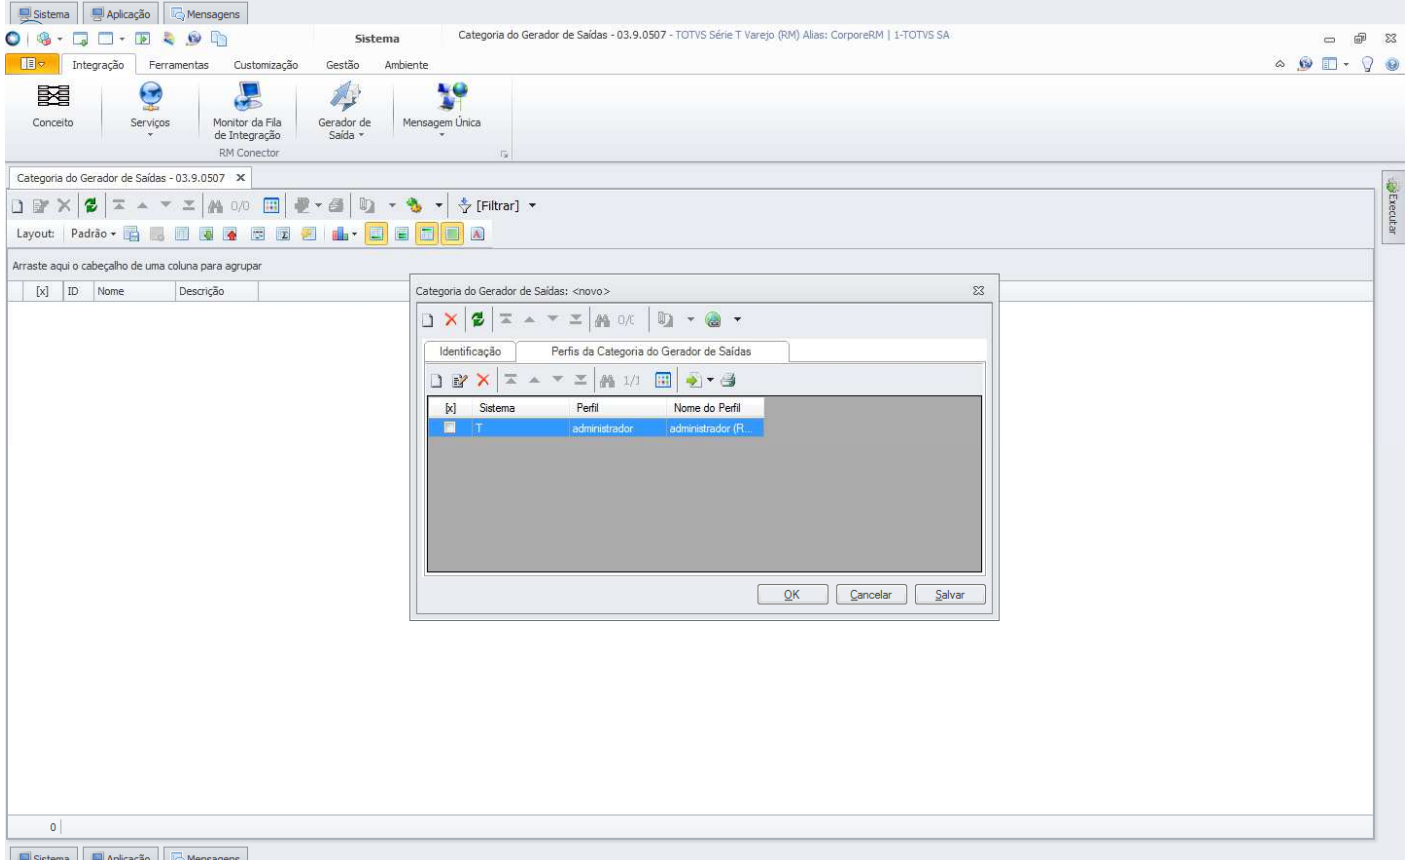 Sistema Aplicação Mensagens
Sistema
Categoria do Gerador de Saídas - 03.9.0507 - TOTVS Série T Varejo (RM) Alias: CorporeRM | 1-TOTVS SA
Integração Ferramentas Customização Gestão Ambiente
Conceito
Serviços
Monitor da Fila
de Integração
Gerador de
Saída
Mensagem Única
RM Conector
Categoria do Gerador de Saídas - 03.9.0507 X
0/0 [Filtrar]
Layout: Padrão
Arraste aqui o cabeçalho de uma coluna para agrupar
[x] ID Nome Descrição
Executar
Categoria do Gerador de Saídas: <novo>
Identificação Perfis da Categoria do Gerador de Saídas
1/1
[x] Sistema Perfil Nome do Perfil
T administrador administrador (R...
OK Cancelar Salvar
0
Sistema Aplicação Mensagens